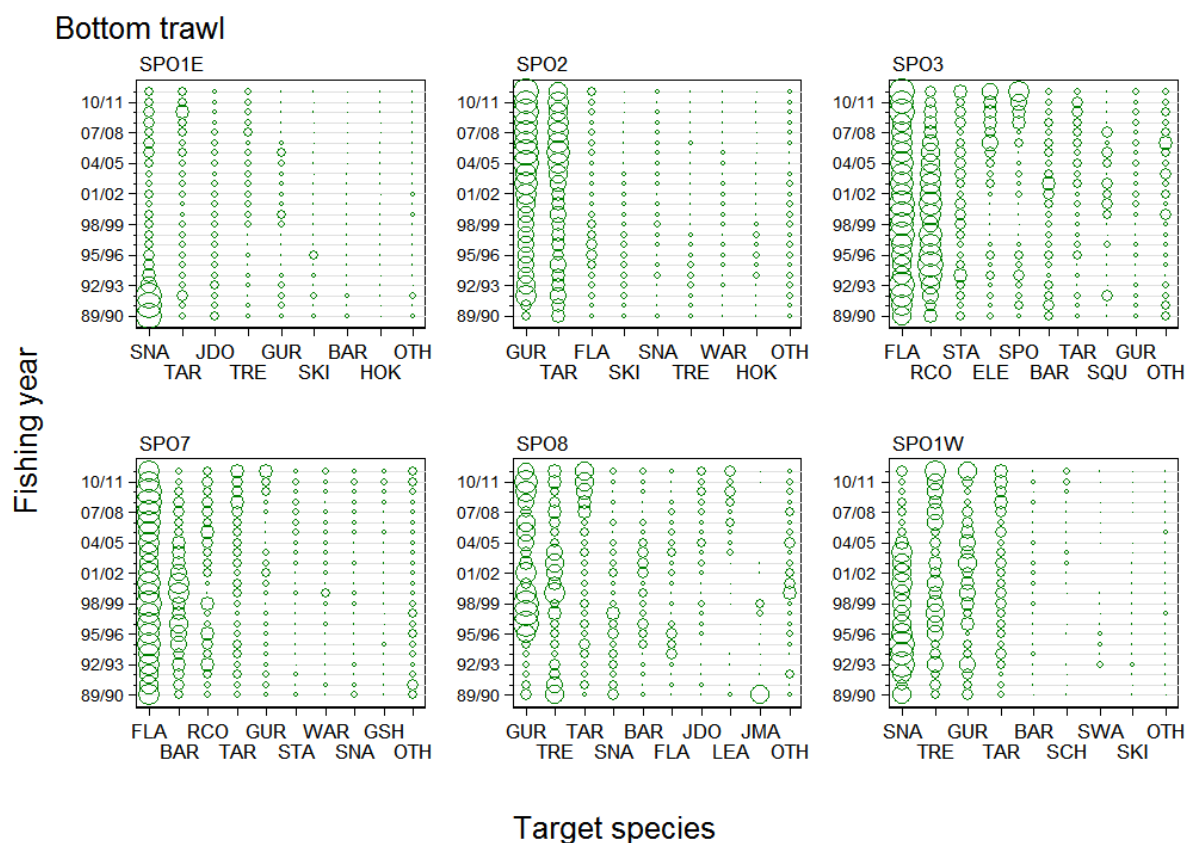 Bottom trawl
SPO1E
SPO2
SPO3
10/11
07/08
04/05
01/02
98/99
95/96
92/93
89/90
10/11
07/08
04/05
01/02
98/99
95/96
92/93
89/90
10/11
07/08
04/05
01/02
98/99
95/96
92/93
89/90
SNA JDO GUR BAR OTH
TAR TRE SKI HOK
GUR FLA SNA WAR OTH
TAR SKI TRE HOK
FLA STA SPO TAR GUR
RCO ELE BAR SQU OTH
Fishing year
SPO7
SPO8
SPO1W
10/11
07/08
04/05
01/02
98/99
95/96
92/93
89/90
10/11
07/08
04/05
01/02
98/99
95/96
92/93
89/90
10/11
07/08
04/05
01/02
98/99
95/96
92/93
89/90
FLA RCO GUR WAR GSH
BAR TAR STA SNA OTH
GUR TAR BAR JDO JMA
TRE SNA FLA LEA OTH
SNA GUR BAR SWA OTH
TRE TAR SCH SKI
Target species